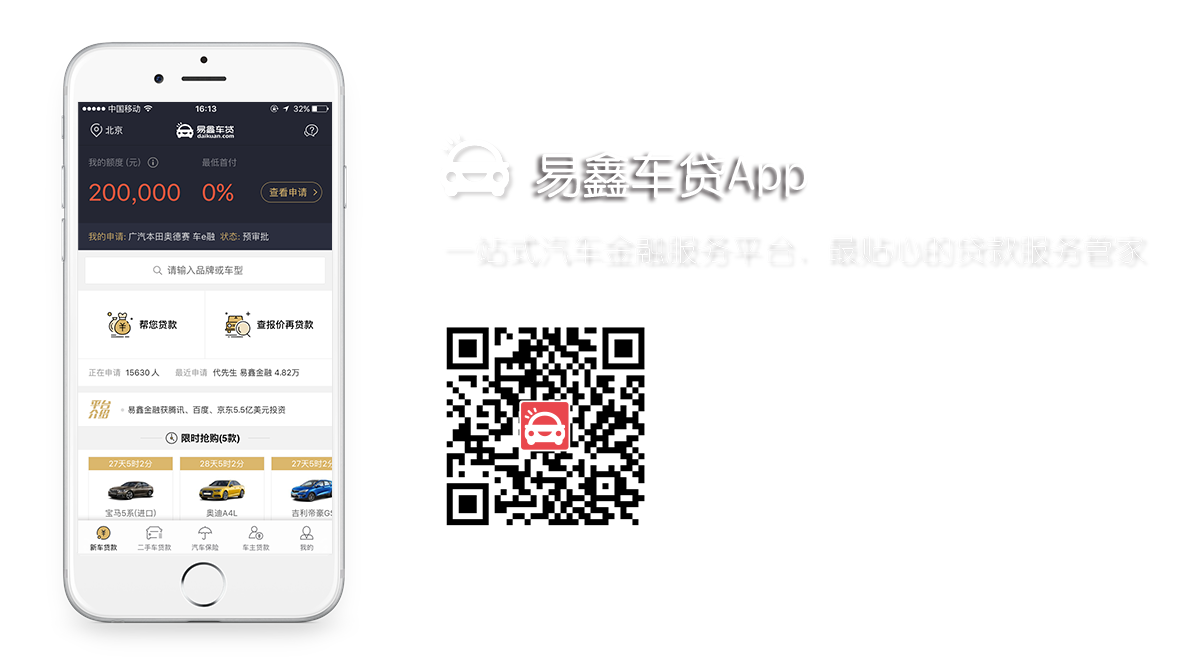 中国移动
16:13
32%
北京
易鑫车贷
daikuan.com
我的额度(元)
最低首付
200,000
0%
查看申请
我的申请: 广汽本田奥德赛 车e融 状态: 预审批
请输入品牌或车型
帮您贷款
查报价再贷款
正在申请 15630 人
最近申请 代先生 易鑫金融 4.82万
平台
介绍
易鑫金融获腾讯、百度、京东5.5亿美元投资
限时抢购(5款)
27天5时2分
28天5时2分
27天5时2分
宝马5系(进口)
奥迪A4L
吉利帝豪GS
新车贷款
二手车贷款
汽车保险
车主贷款
我的
易鑫车贷App
一站式汽车金融服务平台、最贴心的贷款服务管家